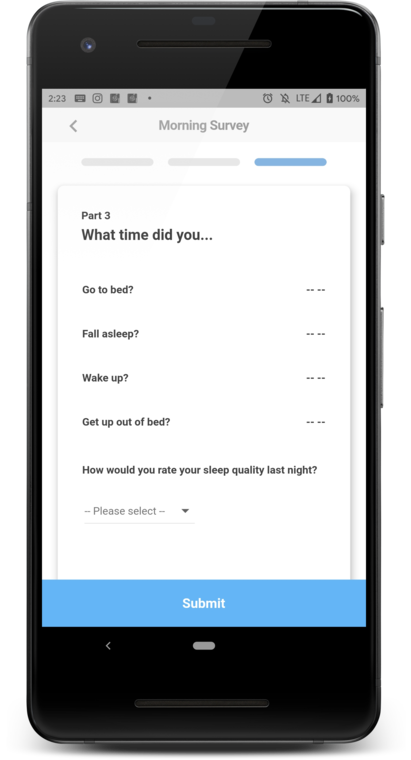 2:23
LTE
100%
Morning Survey
Part 3
What time did you...
Go to bed? -- --
Fall asleep? -- --
Wake up? -- --
Get up out of bed? -- --
How would you rate your sleep quality last night?
-- Please select --
Submit